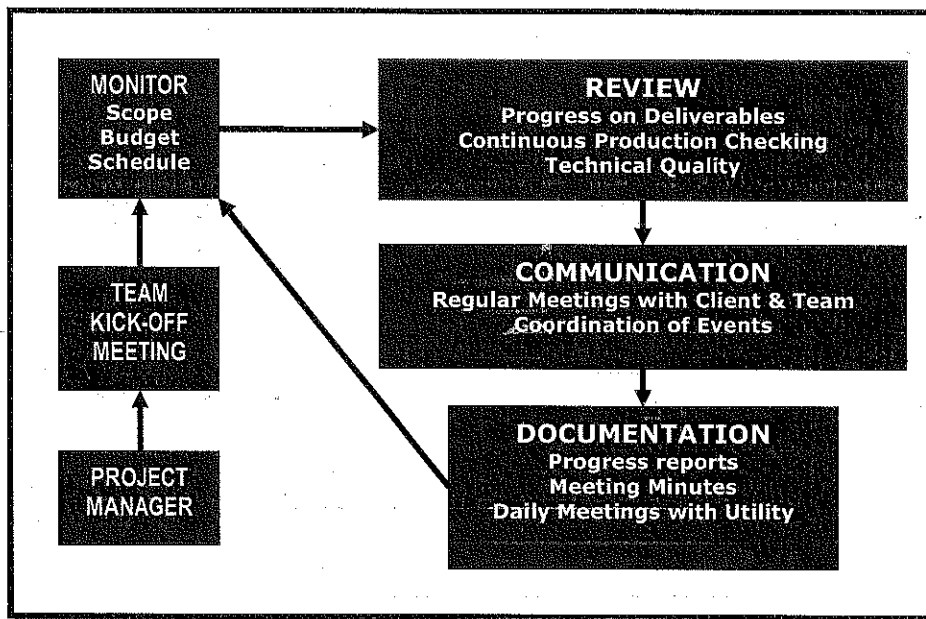 MONITOR
Scope
Budget
Schedule
REVIEW
Progress on Deliverables
Continuous Production Checking
Technical Quality
TEAM
KICK-OFF
MEETING
COMMUNICATION
Regular Meetings with Client & Team
Coordination of Events
PROJECT
MANAGER
DOCUMENTATION
Progress reports
Meeting Minutes
Daily Meetings with Utility